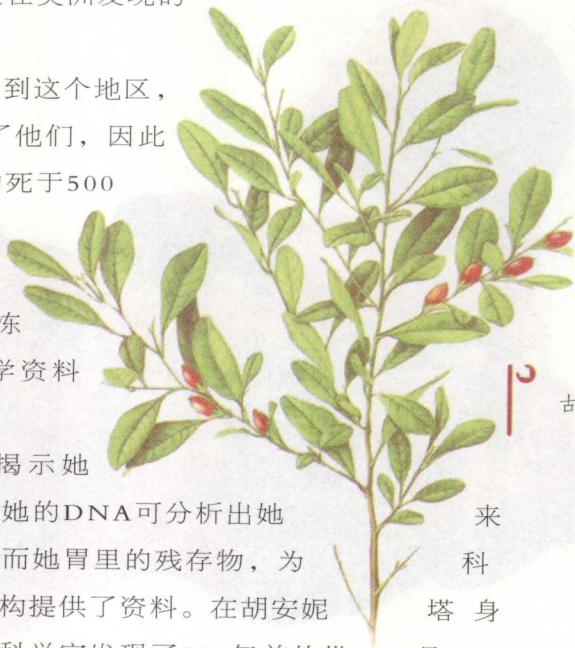 到这个地区，
了他们，因此
死于500
东
学资料
揭示她
她的DNA可分析出她
而她胃里的残存物，为
构提供了资料。在胡安妮
来
科
塔 身